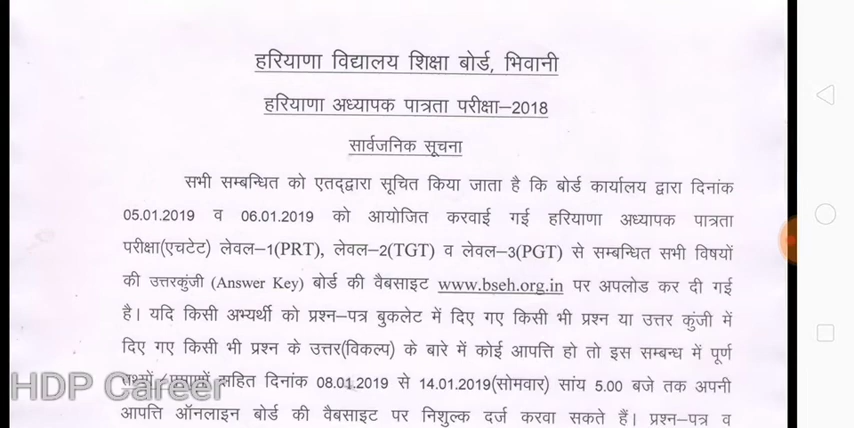 हरियाणा विद्यालय शिक्षा बोर्ड, भिवानी
हरियाणा अध्यापक पात्रता परीक्षा–2018
सार्वजनिक सूचना
सभी सम्बन्धित को एतद्द्वारा सूचित किया जाता है कि बोर्ड कार्यालय द्वारा दिनांक
05.01.2019 व 06.01.2019 को आयोजित करवाई गई हरियाणा अध्यापक पात्रता
परीक्षा(एचटेट) लेवल–1(PRT), लेवल–2(TGT) व लेवल–3(PGT) से सम्बन्धित सभी विषयों
की उत्तरकुंजी (Answer Key) बोर्ड की वैबसाइट www.bseh.org.in पर अपलोड कर दी गई
है। यदि किसी अभ्यर्थी को प्रश्न–पत्र बुकलेट में दिए गए किसी भी प्रश्न या उत्तर कुंजी में
दिए गए किसी भी प्रश्न के उत्तर(विकल्प) के बारे में कोई आपत्ति हो तो इस सम्बन्ध में पूर्ण
सहित दिनांक 08.01.2019 से 14.01.2019(सोमवार) सांय 5.00 बजे तक अपनी
HDP Career
आपत्ति ऑनलाइन बोर्ड की वैबसाइट पर निशुल्क दर्ज करवा सकते हैं। प्रश्न–पत्र व